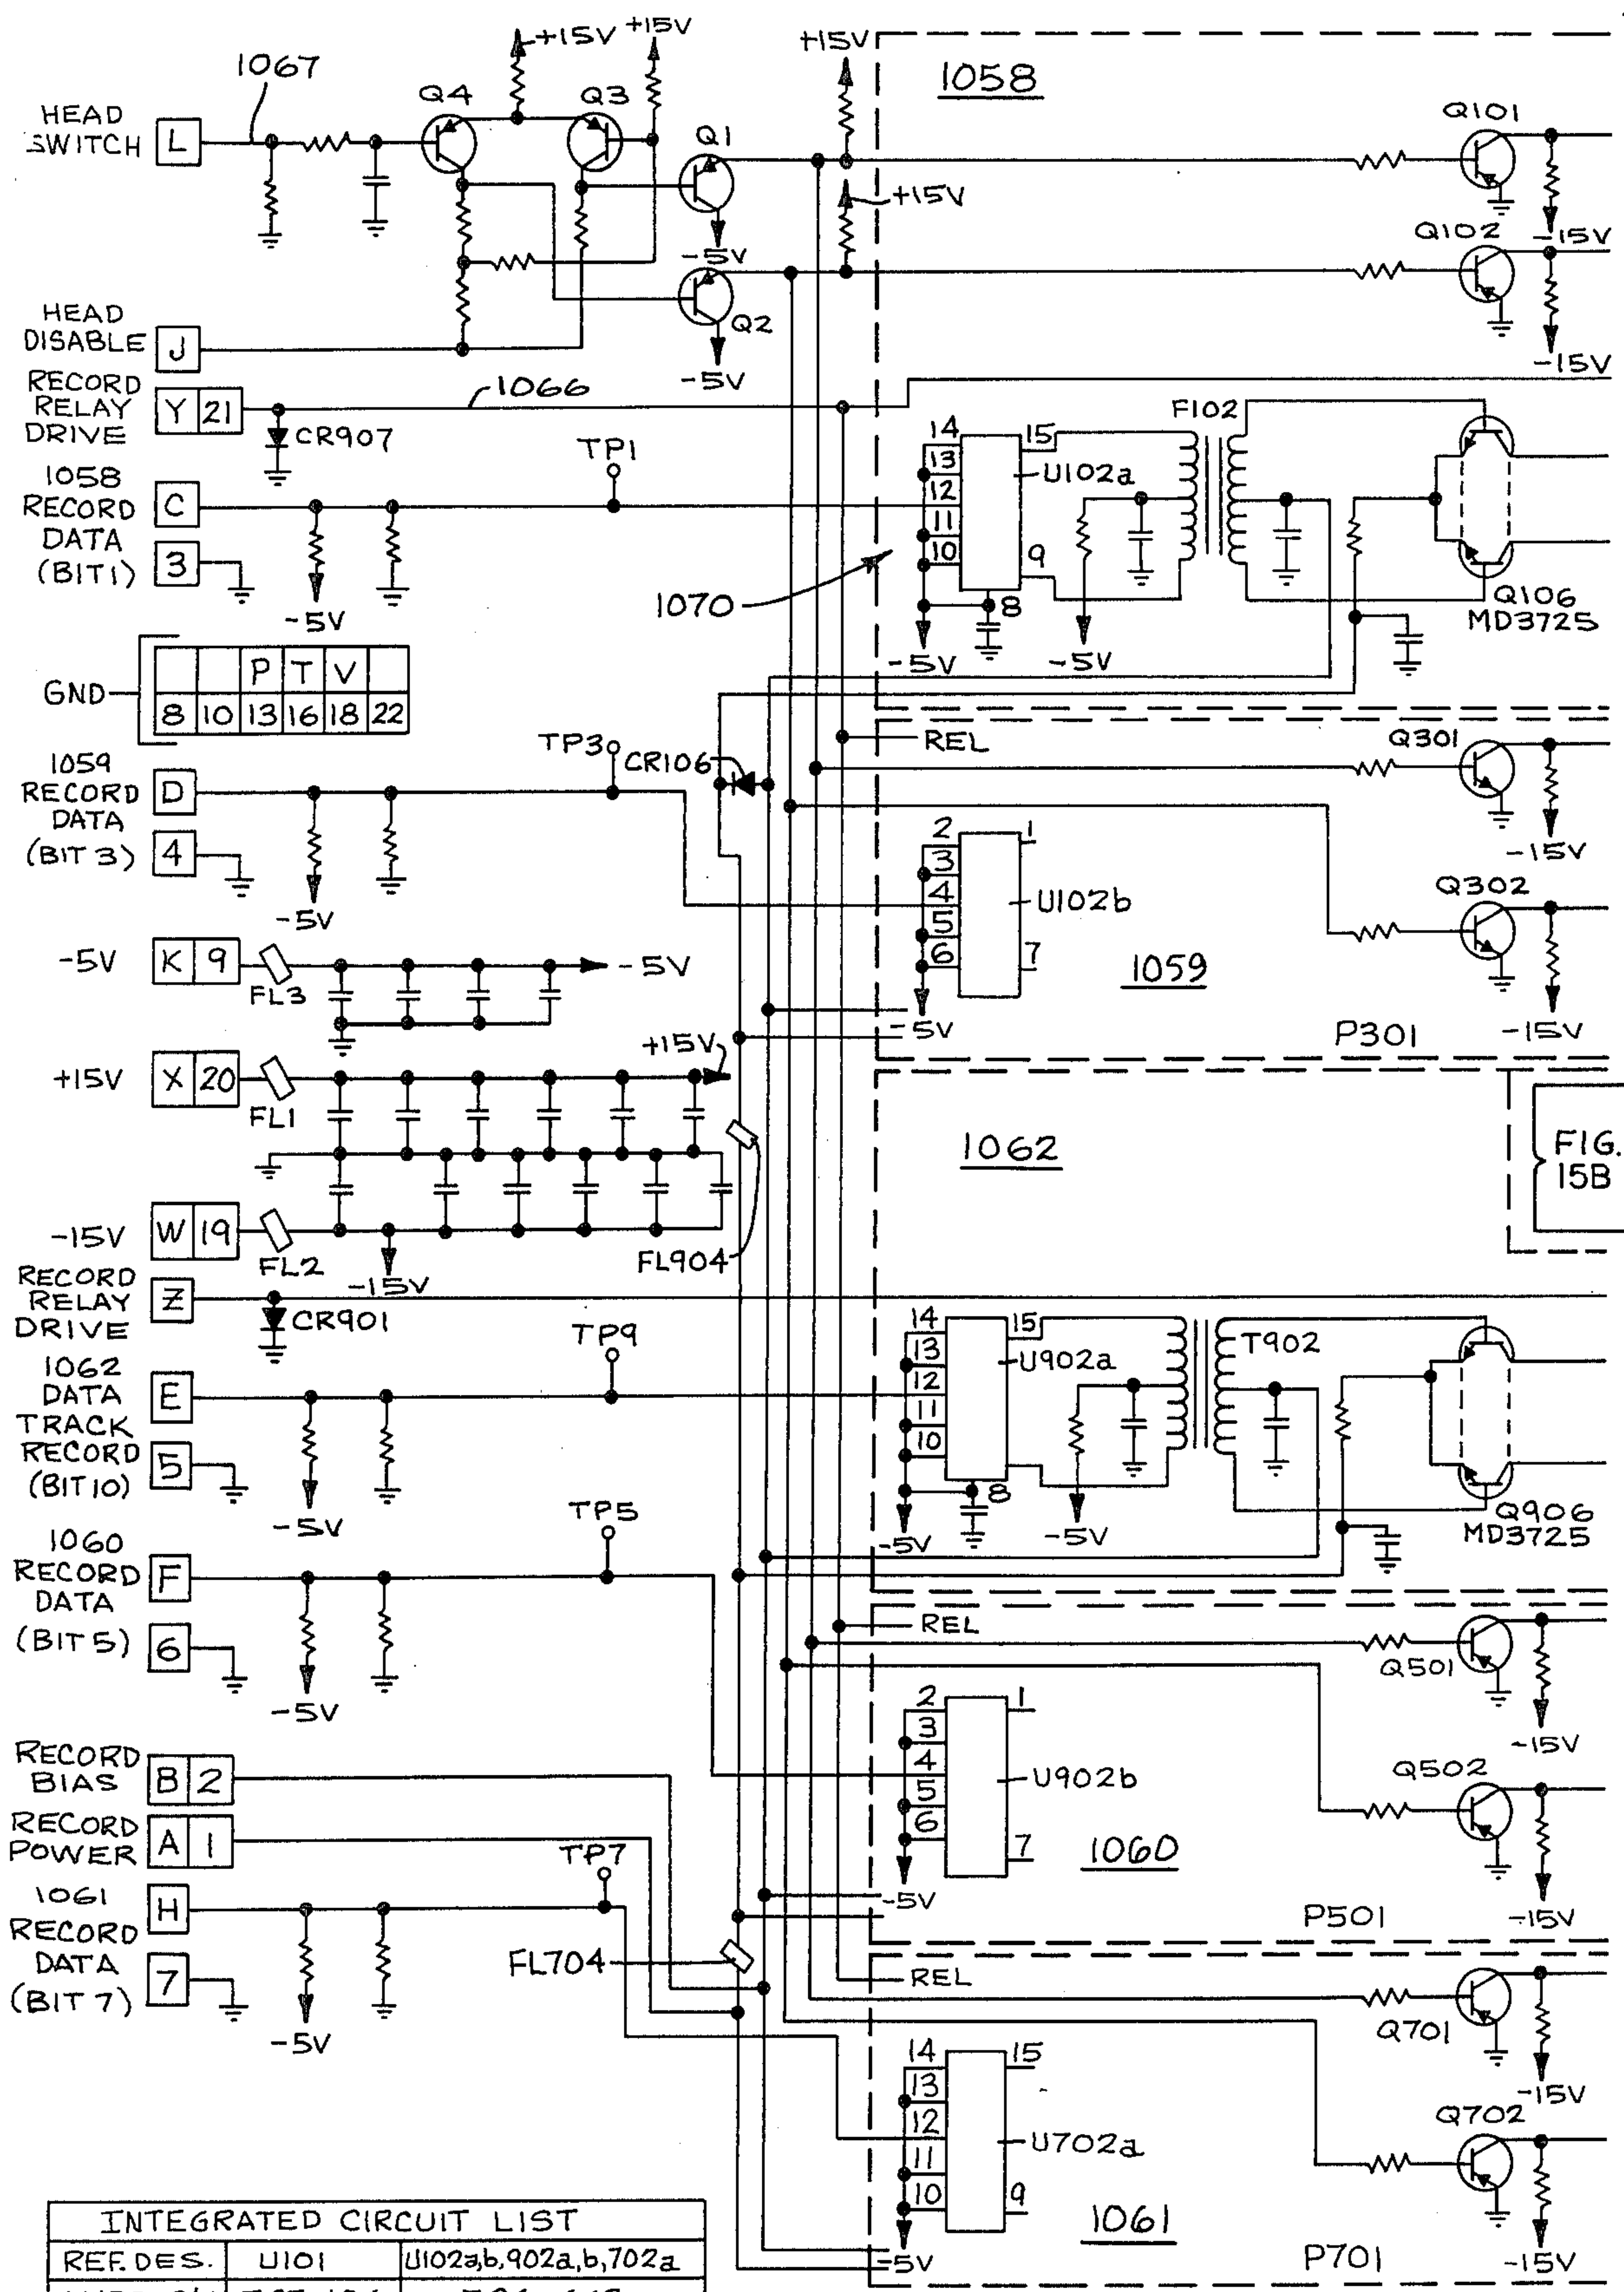 +15V
+15V
+15V
1067
1058
Q4
Q3
Q101
HEAD
SWITCH
L
Q1
+15V
-15V
-5V
Q102
HEAD
DISABLE
J
Q2
-5V
-15V
RECORD
RELAY
DRIVE
Y 21
1066
CR907
F102
14
13
12
11
10
15
U102a
9
8
TP1
1058
RECORD
DATA
(BIT1)
C
3
-5V
1070
-5V
-5V
Q106
MD3725
GND
P T V
8 10 13 16 18 22
TP3
CR106
REL
Q301
1059
RECORD
DATA
(BIT 3)
D
4
-5V
-15V
2
3
4
5
6
1
U102b
7
Q302
-5V
K 9
FL3
-5V
1059
-5V
P301
-15V
+15V
X 20
FL1
+15V
1062
FIG.
15B
-15V
W 19
FL2
-15V
FL904
RECORD
RELAY
DRIVE
Z
CR901
14
13
12
11
10
15
U902a
8
T902
TP9
1062
DATA
TRACK
RECORD
(BIT10)
E
5
-5V
-5V
-5V
Q906
MD3725
TP5
1060
RECORD
DATA
(BIT 5)
F
6
-5V
REL
Q501
-15V
2
3
4
5
6
1
U902b
7
Q502
RECORD
BIAS
B 2
RECORD
POWER
A 1
1060
-5V
P501
-15V
TP7
1061
RECORD
DATA
(BIT 7)
H
7
-5V
FL704
REL
Q701
-15V
14
13
12
11
10
15
U702a
9
Q702
1061
-5V
P701
-15V
INTEGRATED CIRCUIT LIST
REF. DES. U101 U102a,b,902a,b,702a